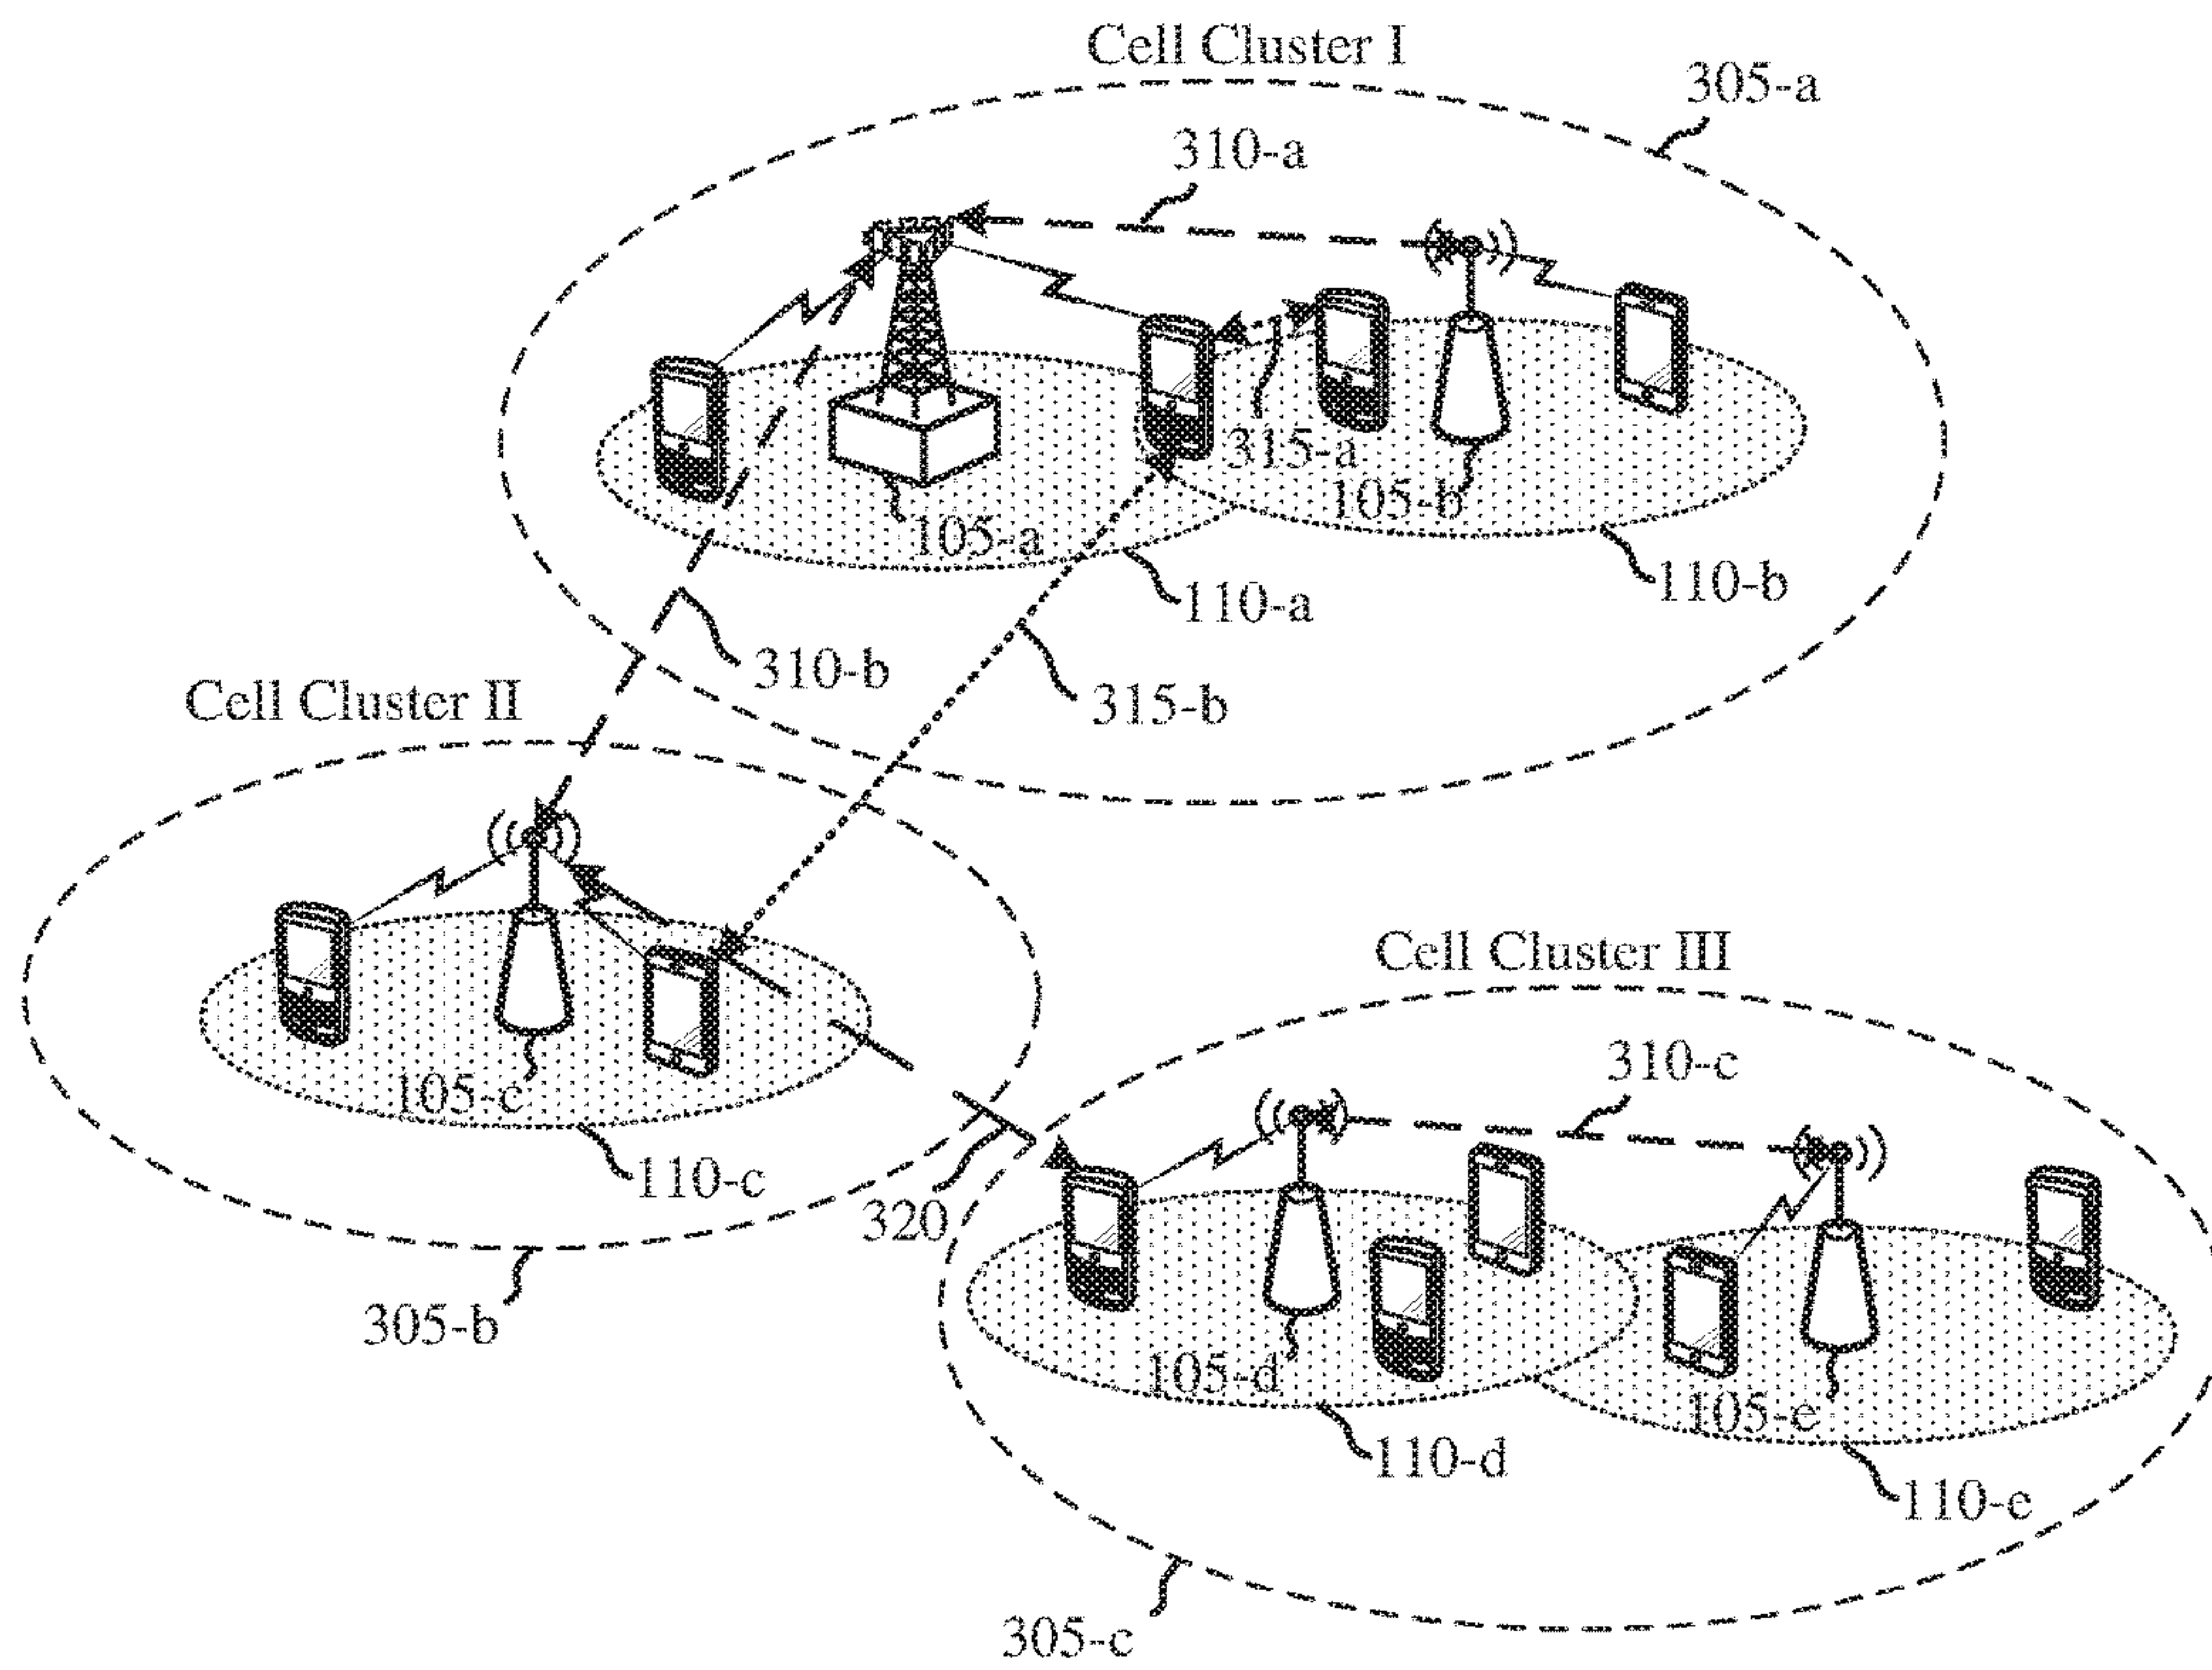 Cell Cluster I
305-a
310-a
315-a
105-b
105-a
110-b
110-a
310-b
315-b
Cell Cluster II
Cell Cluster III
310-c
105-c
110-c
320
305-b
105-d
105-e
110-d
110-e
305-c